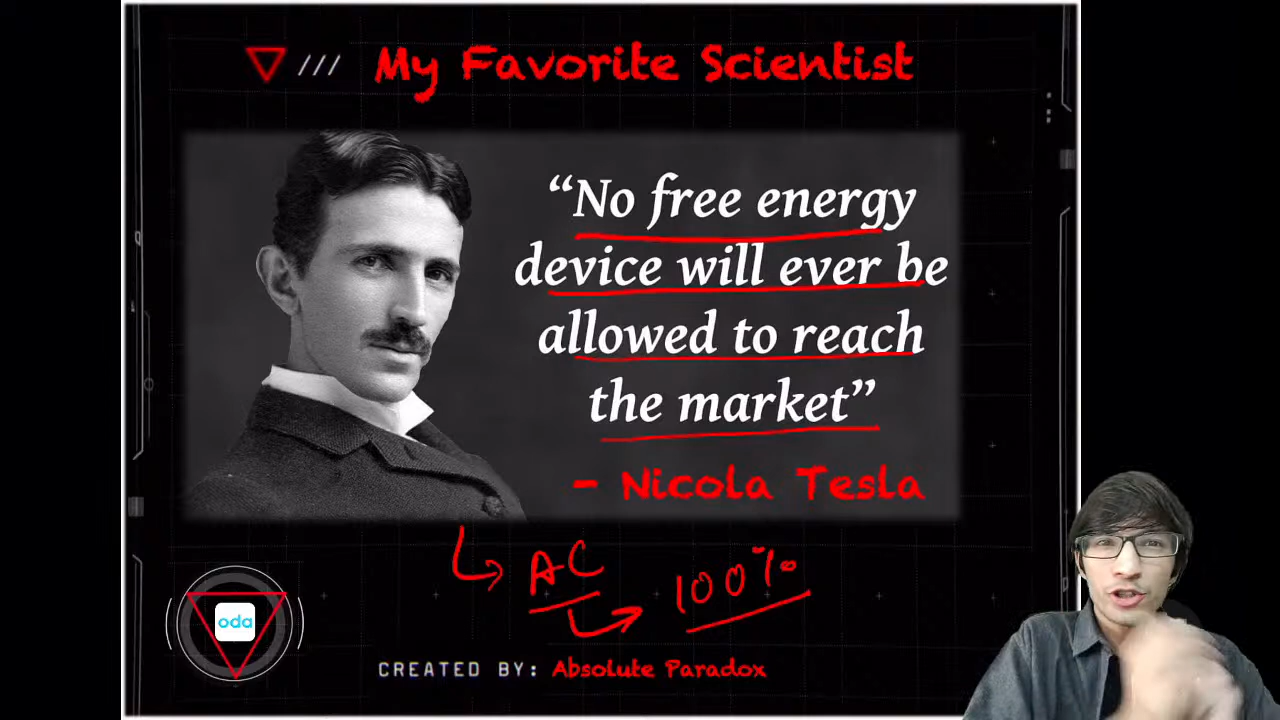 /// My Favorite Scientist
“No free energy
device will ever be
allowed to reach
the market”
- Nicola Tesla
AC
100%
oda
CREATED BY: Absolute Paradox